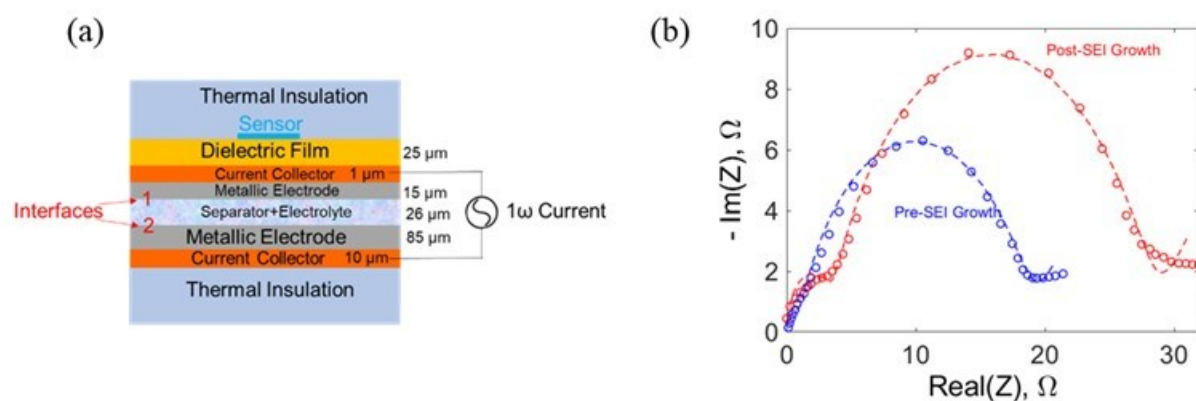 (a)
Thermal Insulation
Sensor
Dielectric Film 25 μm
Current Collector 1 μm
Metallic Electrode 15 μm
Interfaces 1
Separator+Electrolyte 26 μm
2
1ω Current
Metallic Electrode 85 μm
Current Collector 10 μm
Thermal Insulation
(b)
10
8
6
4
2
0
- Im(Z), Ω
Post-SEI Growth
Pre-SEI Growth
0 10 20 30
Real(Z), Ω